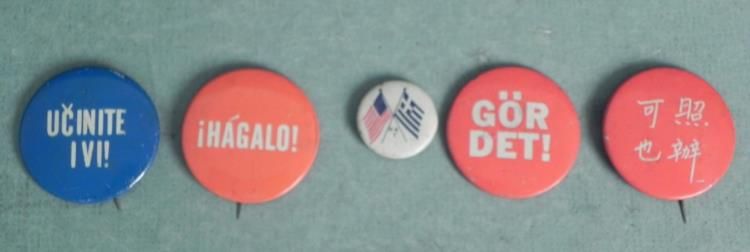 UČINITE
I VI!
¡HÁGALO!
GÖR
DET!
可照
也辦